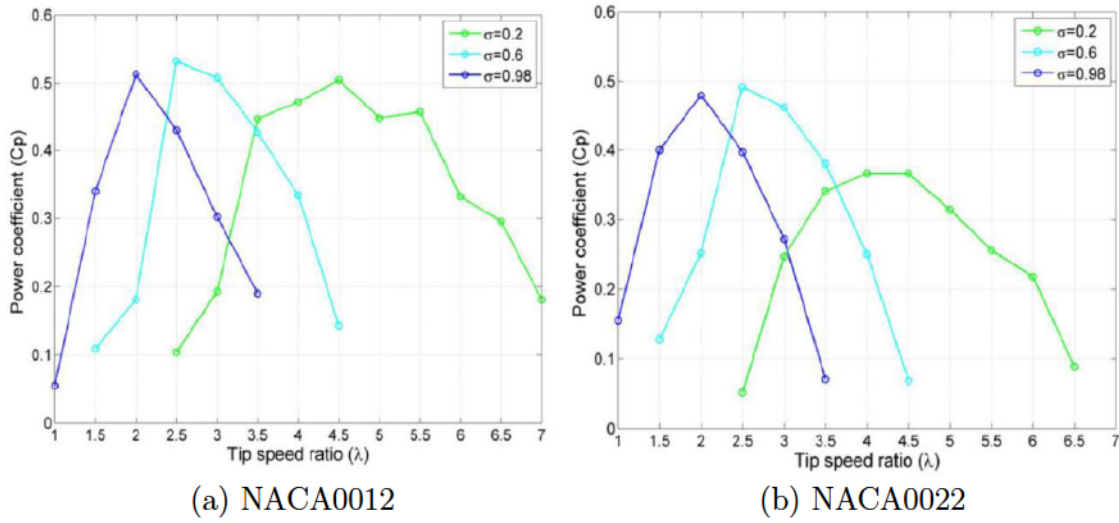 0.6
0.5
0.4
0.3
0.2
0.1
0
Power coefficient (Cp)
σ=0.2
σ=0.6
σ=0.98
1 1.5 2 2.5 3 3.5 4 4.5 5 5.5 6 6.5 7
Tip speed ratio (λ)
(a) NACA0012
0.6
0.5
0.4
0.3
0.2
0.1
0
Power coefficient (Cp)
σ=0.2
σ=0.6
σ=0.98
1 1.5 2 2.5 3 3.5 4 4.5 5 5.5 6 6.5 7
Tip speed ratio (λ)
(b) NACA0022